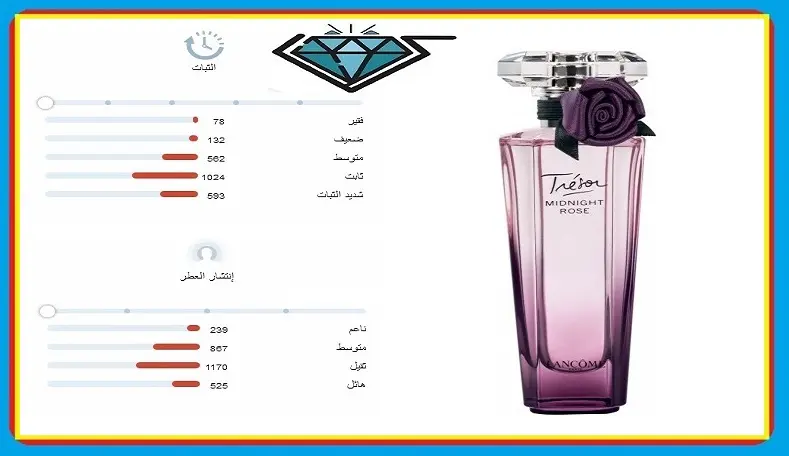 الثبات
فقير 78
ضعيف 132
متوسط 562
ثابت 1024
شديد الثبات 593
إنتشار العطر
ناعم 239
متوسط 867
ثقيل 1170
هائل 525
Trésor
MIDNIGHT
ROSE
LANCÔME